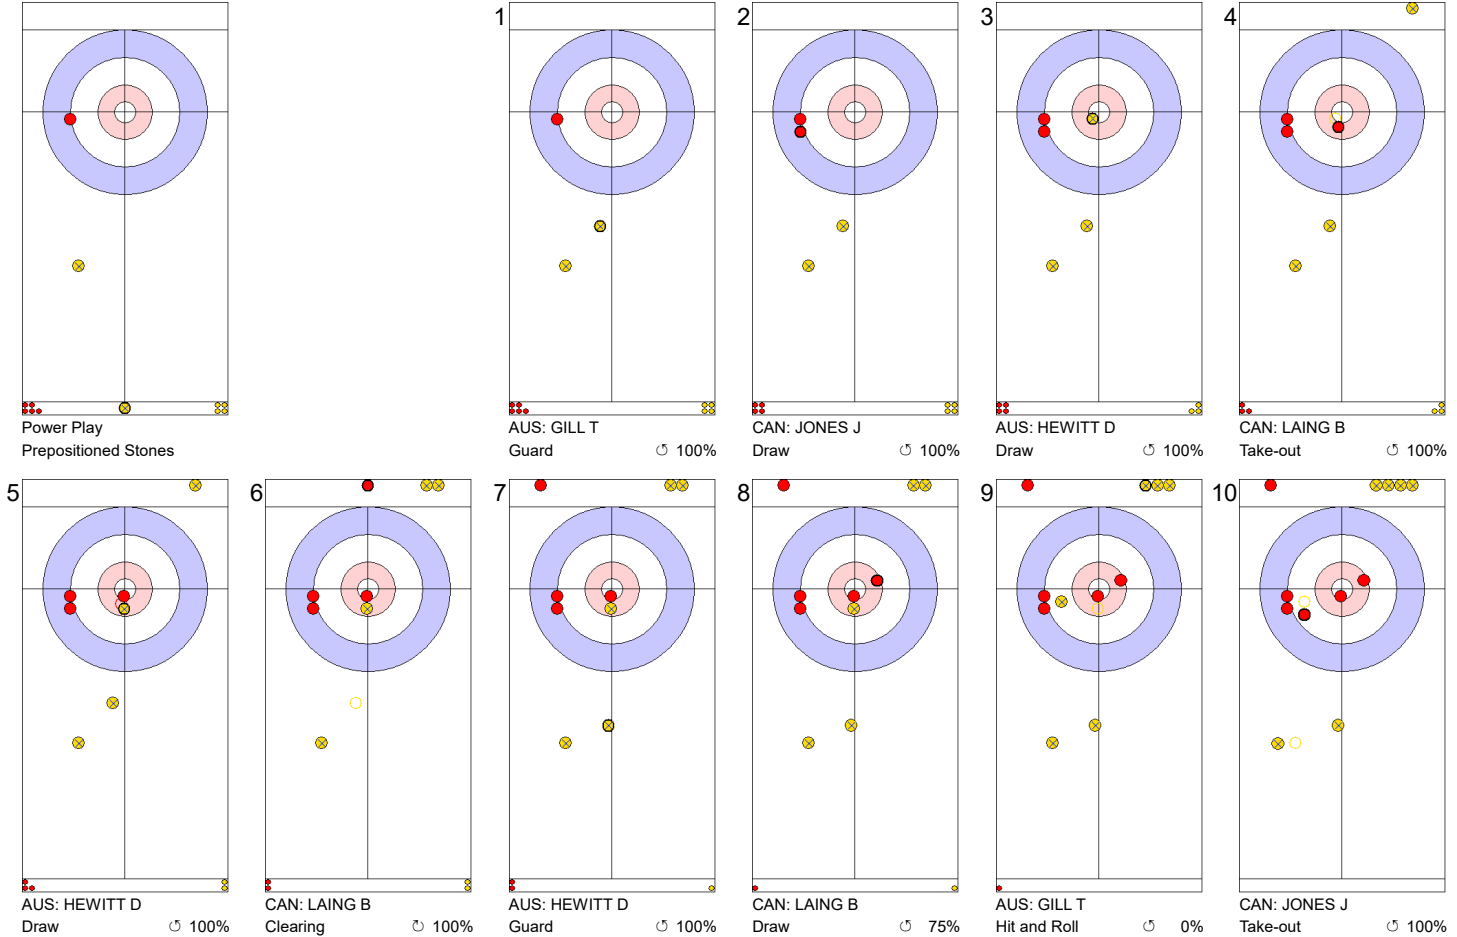 1
2
3
4
Power Play
Prepositioned Stones
AUS: GILL T
Guard 100%
CAN: JONES J
Draw 100%
AUS: HEWITT D
Draw 100%
CAN: LAING B
Take-out 100%
5
6
7
8
9
10
AUS: HEWITT D
Draw 100%
CAN: LAING B
Clearing 100%
AUS: HEWITT D
Guard 100%
CAN: LAING B
Draw 75%
AUS: GILL T
Hit and Roll 0%
CAN: JONES J
Take-out 100%